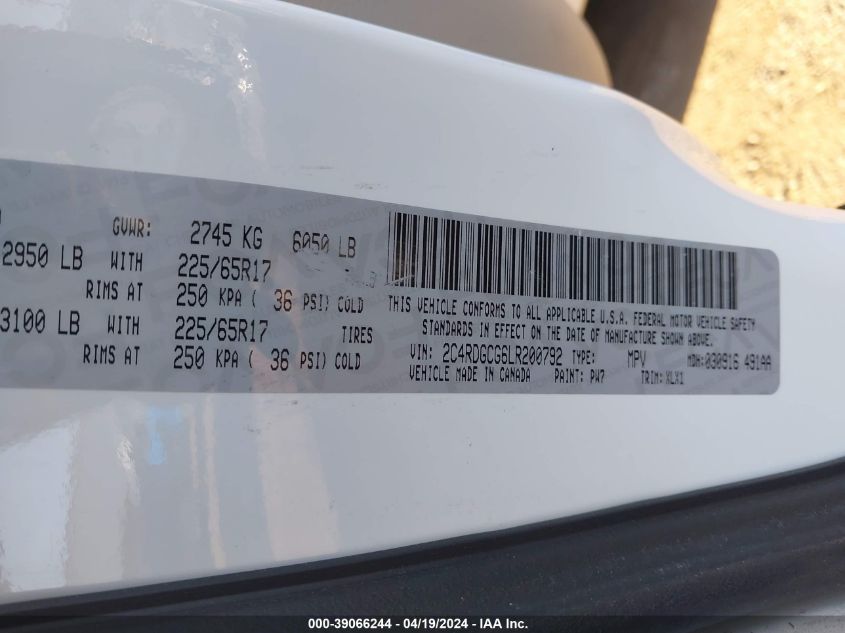 GVWR: 2745 KG 6050 LB
2950 LB WITH 225/65R17
RIMS AT 250 KPA ( 36 PSI) COLD
3100 LB WITH 225/65R17 TIRES
RIMS AT 250 KPA ( 36 PSI) COLD
THIS VEHICLE CONFORMS TO ALL APPLICABLE U.S.A. FEDERAL MOTOR VEHICLE SAFETY
STANDARDS IN EFFECT ON THE DATE OF MANUFACTURE SHOWN ABOVE.
VIN: 2C4RDGCG6LR200792 TYPE: MPV MDH: 030916 491AA
VEHICLE MADE IN CANADA PAINT: PW7 TRIM: XLX1
000-39066244 - 04/19/2024 - IAA, Inc.